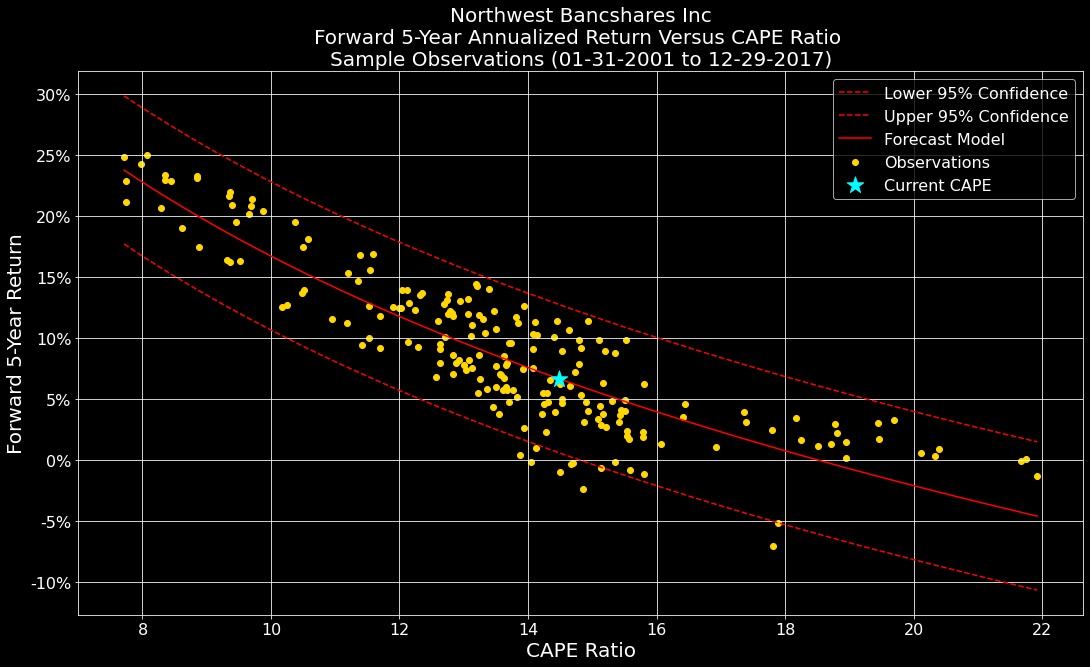 Northwest Bancshares Inc
Forward 5-Year Annualized Return Versus CAPE Ratio
Sample Observations (01-31-2001 to 12-29-2017)
Lower 95% Confidence
Upper 95% Confidence
Forecast Model
Observations
Current CAPE
Forward 5-Year Return
30%
25%
20%
15%
10%
5%
0%
-5%
-10%
8 10 12 14 16 18 20 22
CAPE Ratio